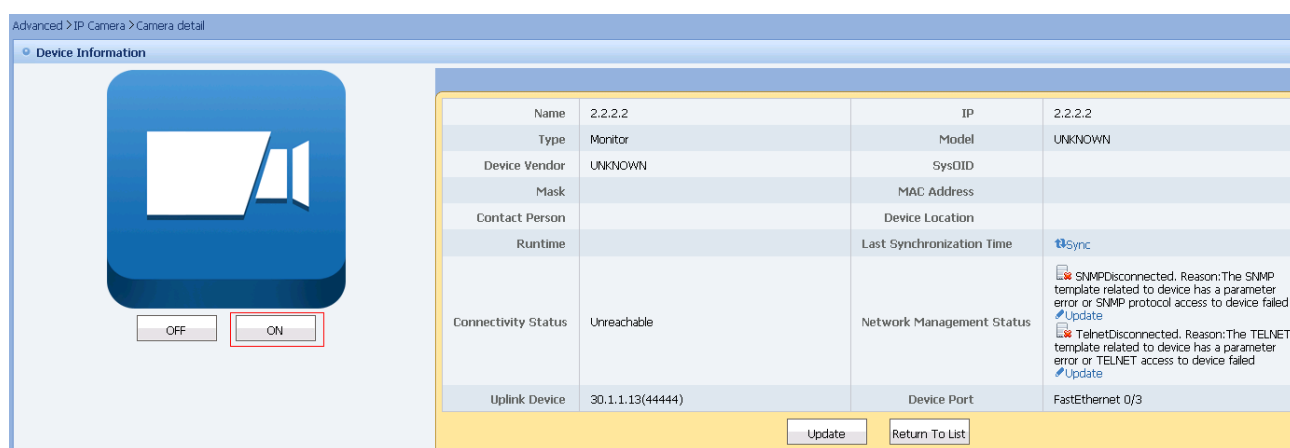 Advanced > IP Camera > Camera detail
Device Information
Name 2.2.2.2 IP 2.2.2.2
Type Monitor Model UNKNOWN
Device Vendor UNKNOWN SysOID
Mask MAC Address
Contact Person Device Location
Runtime Last Synchronization Time Sync
Connectivity Status Unreachable Network Management Status
SNMPDisconnected. Reason:The SNMP
template related to device has a parameter
error or SNMP protocol access to device failed
Update
TelnetDisconnected. Reason:The TELNET
template related to device has a parameter
error or TELNET access to device failed
Update
Uplink Device 30.1.1.13(44444) Device Port FastEthernet 0/3
OFF ON
Update Return To List